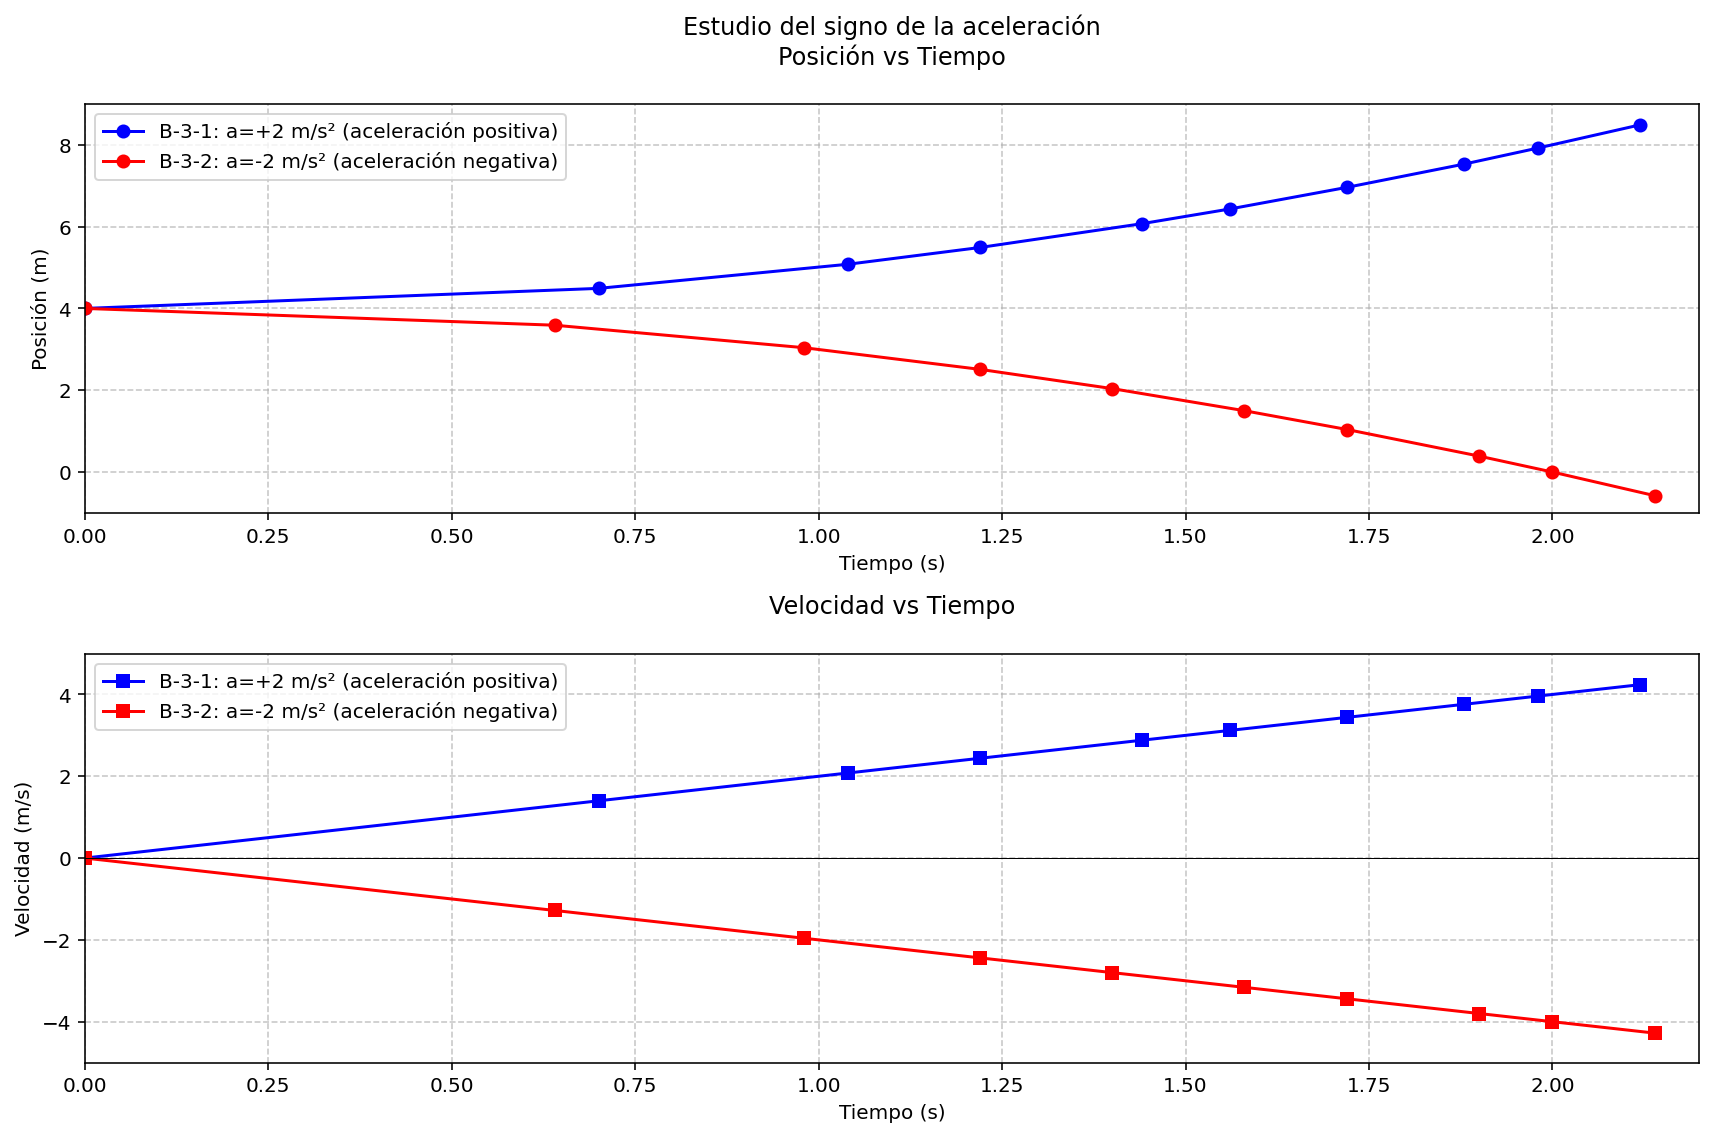 Estudio del signo de la aceleración
Posición vs Tiempo
B-3-1: a=+2 m/s² (aceleración positiva)
B-3-2: a=-2 m/s² (aceleración negativa)
Posición (m)
8
6
4
2
0
0.00 0.25 0.50 0.75 1.00 1.25 1.50 1.75 2.00
Tiempo (s)
Velocidad vs Tiempo
B-3-1: a=+2 m/s² (aceleración positiva)
B-3-2: a=-2 m/s² (aceleración negativa)
Velocidad (m/s)
4
2
0
−2
−4
0.00 0.25 0.50 0.75 1.00 1.25 1.50 1.75 2.00
Tiempo (s)